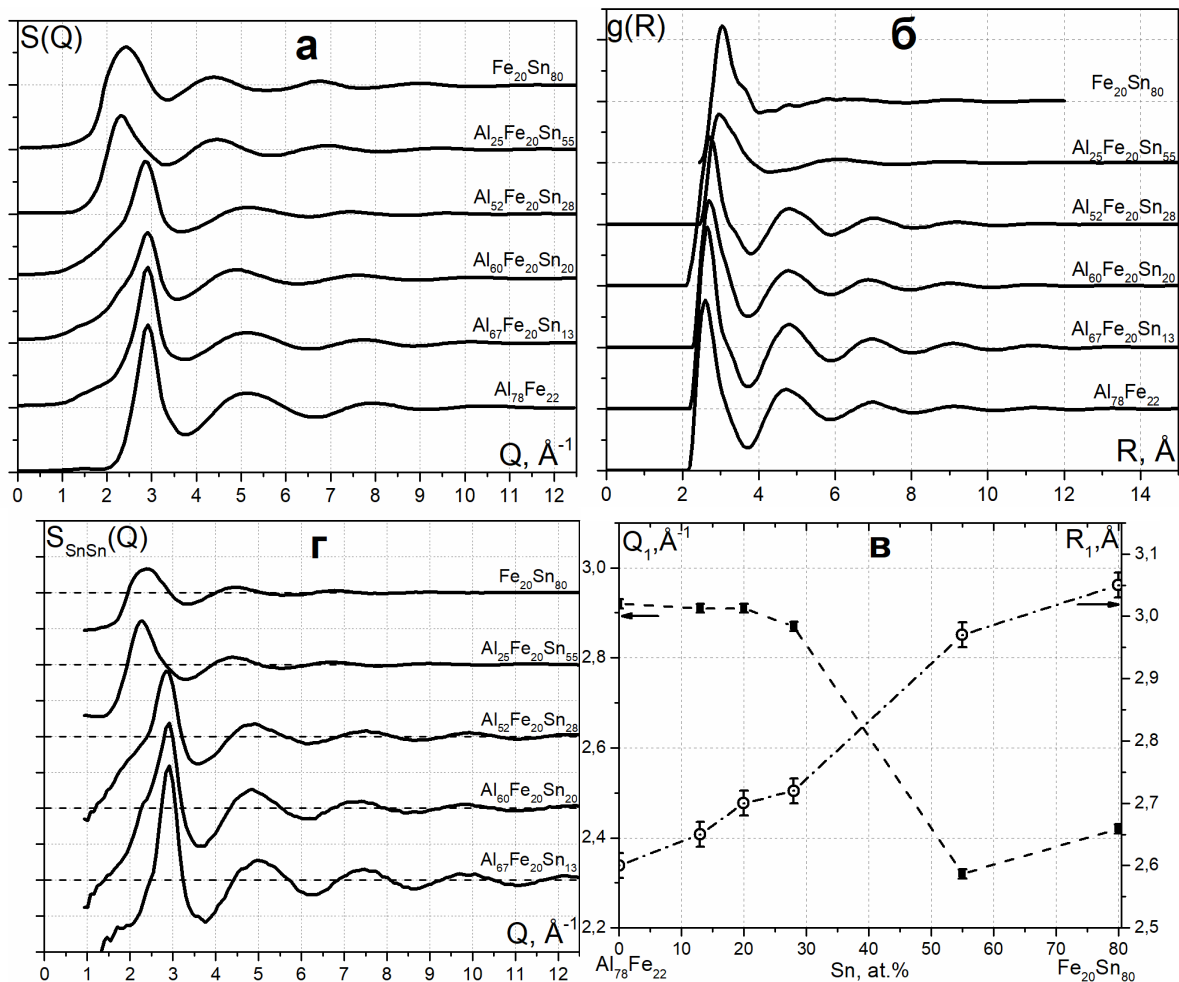 S(Q) а
Fe20Sn80
Al25Fe20Sn55
Al52Fe20Sn28
Al60Fe20Sn20
Al67Fe20Sn13
Al78Fe22
Q, Å-1
0 1 2 3 4 5 6 7 8 9 10 11 12
g(R) б
Fe20Sn80
Al25Fe20Sn55
Al52Fe20Sn28
Al60Fe20Sn20
Al67Fe20Sn13
Al78Fe22
R, Å
0 2 4 6 8 10 12 14
SSnSn(Q) г
Fe20Sn80
Al25Fe20Sn55
Al52Fe20Sn28
Al60Fe20Sn20
Al67Fe20Sn13
Q, Å-1
0 1 2 3 4 5 6 7 8 9 10 11 12
Q1,Å-1 в R1,Å
3,0
2,8
2,6
2,4
2,2
3,1
3,0
2,9
2,8
2,7
2,6
2,5
0 10 20 30 40 50 60 70 80
Al78Fe22 Sn, at.% Fe20Sn80